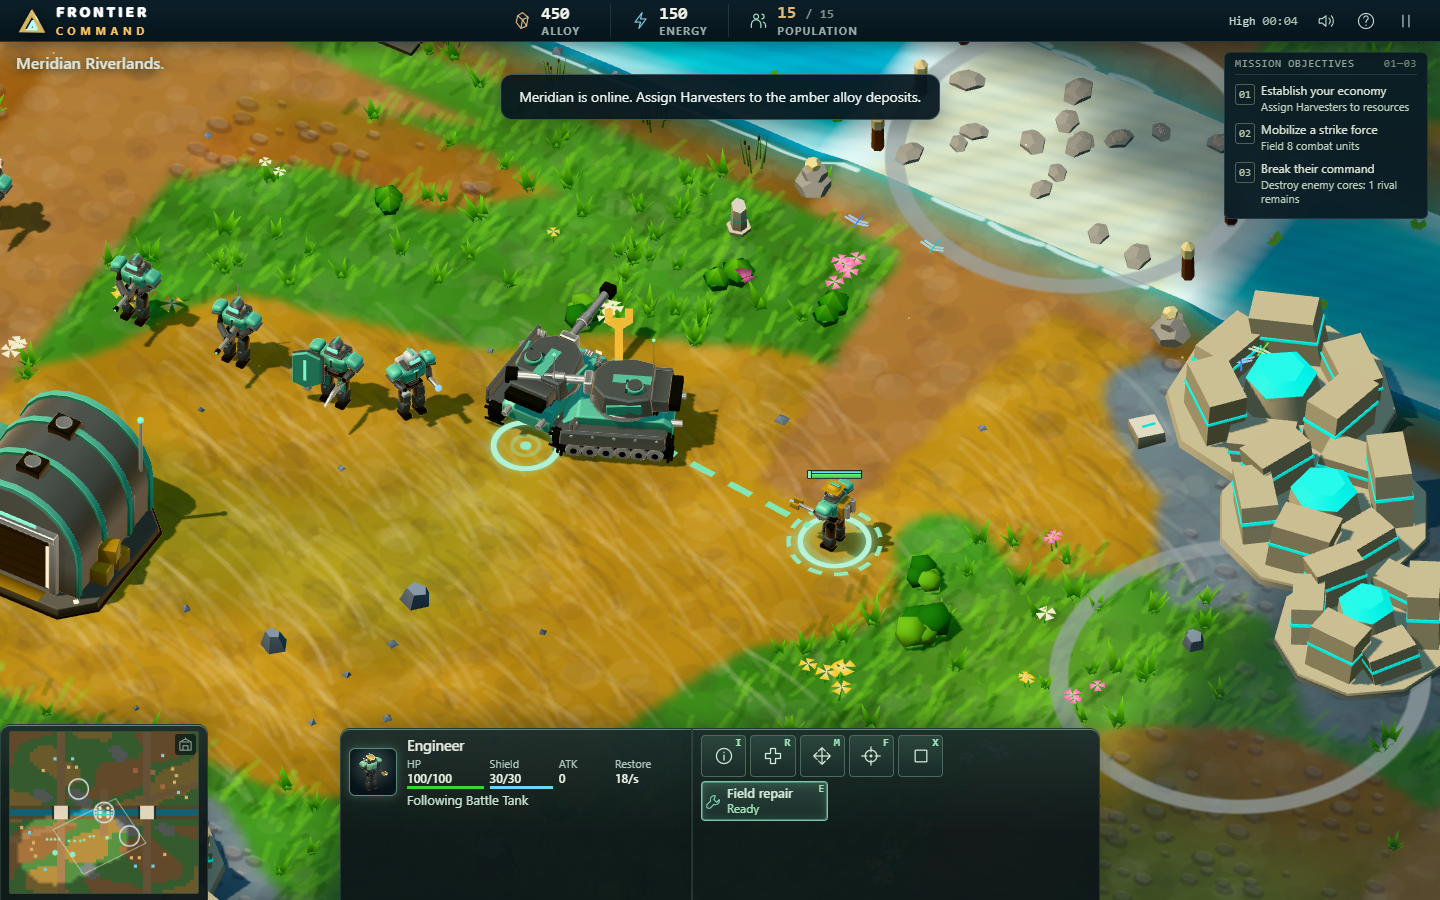 FRONTIER
COMMAND
450
ALLOY
150
ENERGY
15 / 15
POPULATION
High 00:04
Meridian Riverlands.
Meridian is online. Assign Harvesters to the amber alloy deposits.
MISSION OBJECTIVES 01—03
01 Establish your economy
Assign Harvesters to resources
02 Mobilize a strike force
Field 8 combat units
03 Break their command
Destroy enemy cores: 1 rival
remains
Engineer
HP Shield ATK Restore
100/100 30/30 0 18/s
Following Battle Tank
I R M F X
Field repair E
Ready